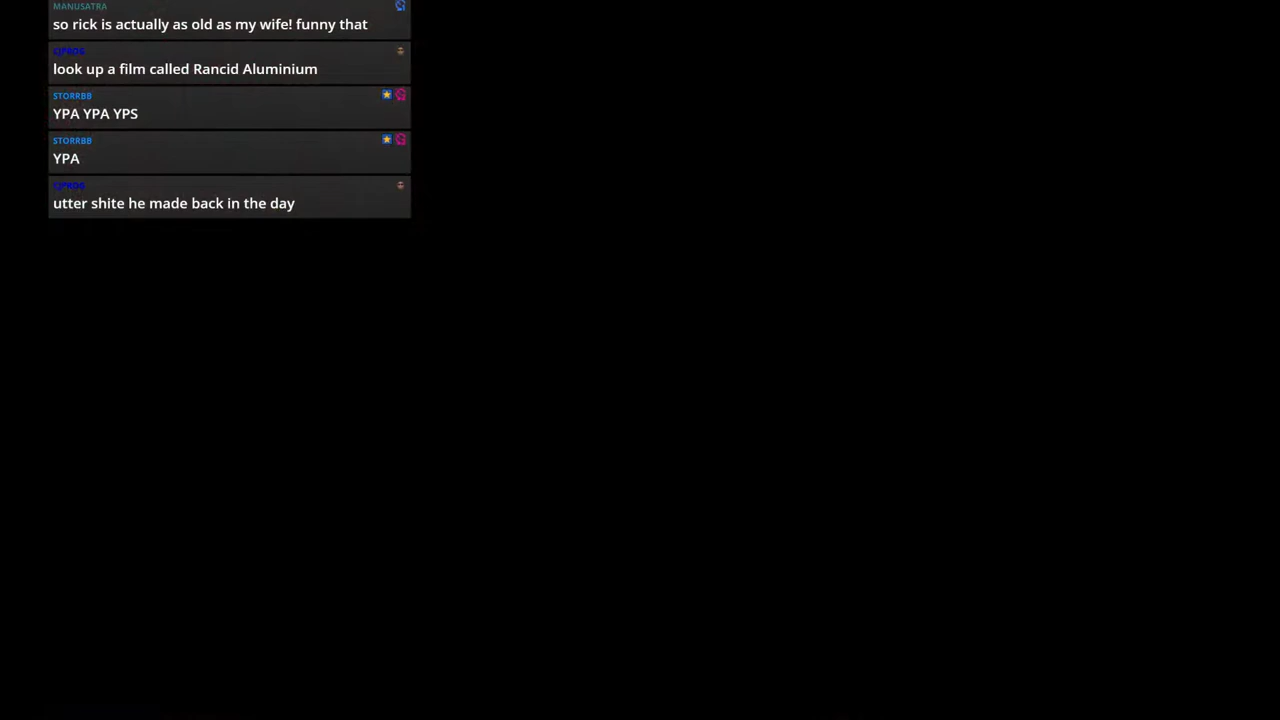 MANUSATRA
so rick is actually as old as my wife! funny that
look up a film called Rancid Aluminium
STORRBB
YPA YPA YPS
STORRBB
YPA
utter shite he made back in the day